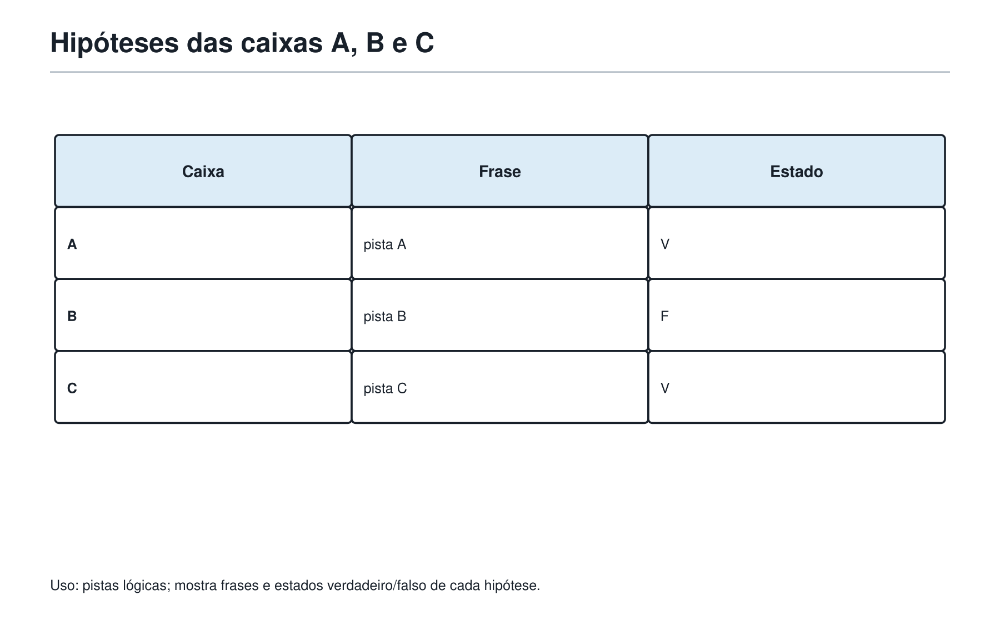 Hipóteses das caixas A, B e C
Caixa Frase Estado
A pista A V
B pista B F
C pista C V
Uso: pistas lógicas; mostra frases e estados verdadeiro/falso de cada hipótese.